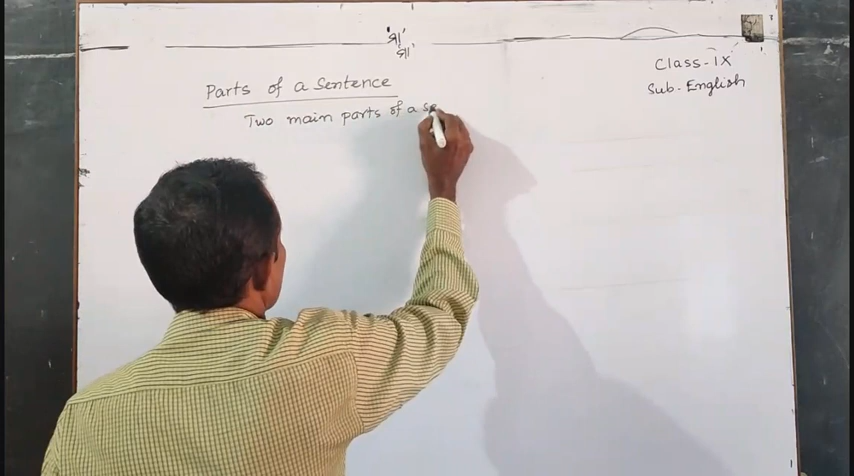 Parts of a Sentence
Two main parts of a se
Class - IX
Sub - English